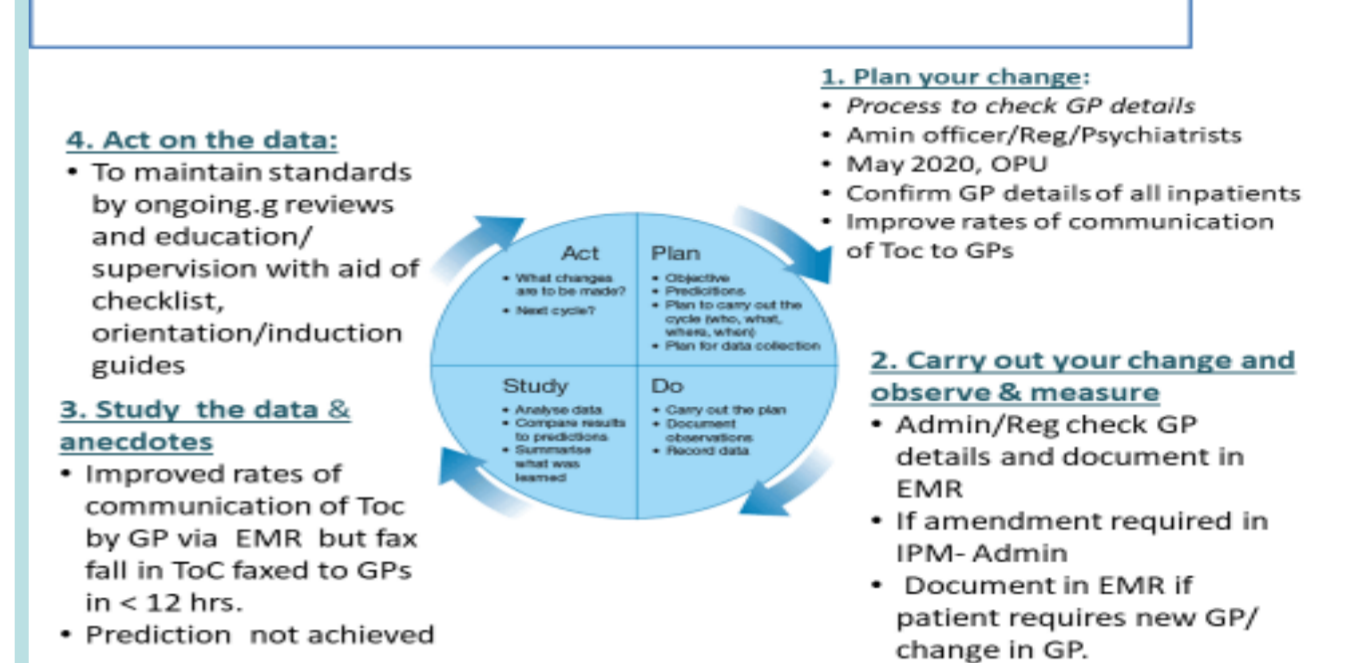 1. Plan your change:
• Process to check GP details
• Amin officer/Reg/Psychiatrists
• May 2020, OPU
• Confirm GP details of all inpatients
• Improve rates of communication
of Toc to GPs
2. Carry out your change and
observe & measure
• Admin/Reg check GP
details and document in
EMR
• If amendment required in
IPM- Admin
• Document in EMR if
patient requires new GP/
change in GP.
3. Study the data &
anecdotes
• Improved rates of
communication of Toc
by GP via EMR but fax
fall in ToC faxed to GPs
in < 12 hrs.
• Prediction not achieved
4. Act on the data:
• To maintain standards
by ongoing.g reviews
and education/
supervision with aid of
checklist,
orientation/induction
guides
Act
• What changes
are to be made?
• Next cycle?
Plan
• Objective
• Predicitions
• Plan to carry out the
cycle (who, what,
where, when)
• Plan for data collection
Study
• Analyse data
• Compare results
to predictions
• Summarise
what was
learned
Do
• Carry out the plan
• Document
observations
• Record data